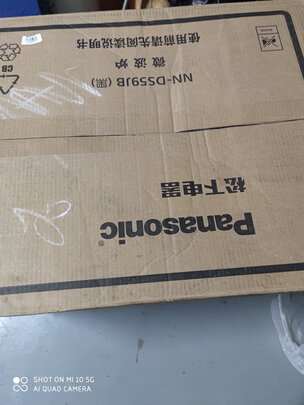 Panasonic®
松下电器
NN-DS59JB (黑)
微波炉
使用前请先阅读说明书
CB
SHOT ON MI 10 5G
AI QUAD CAMERA